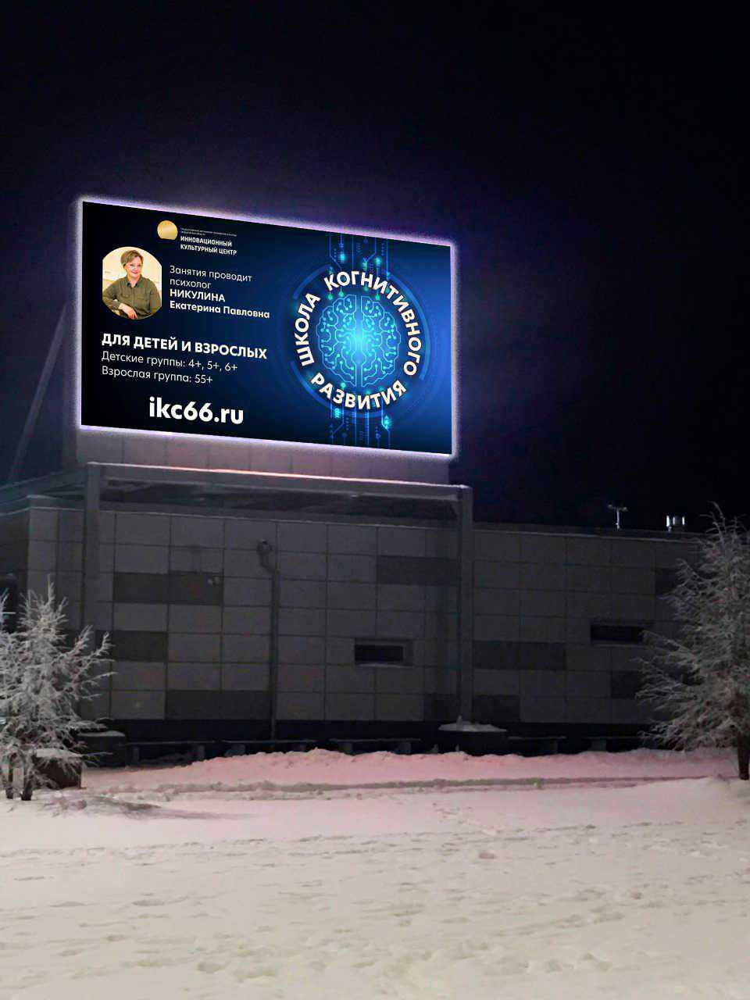 ИННОВАЦИОННЫЙ
КУЛЬТУРНЫЙ ЦЕНТР
Занятия проводит
психолог
НИКУЛИНА
Екатерина Павловна
ДЛЯ ДЕТЕЙ И ВЗРОСЛЫХ
Детские группы: 4+, 5+, 6+
Взрослая группа: 55+
ikc66.ru
ШКОЛА КОГНИТИВНОГО
РАЗВИТИЯ